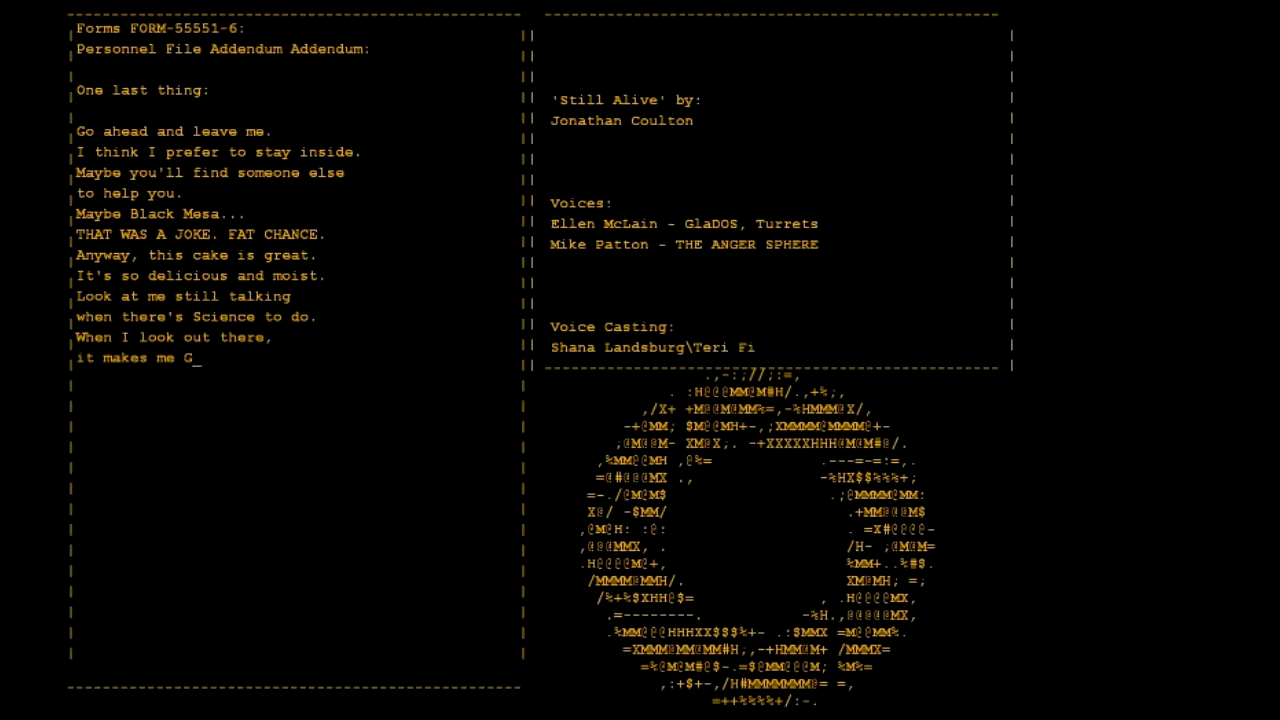 Forms FORM-55551-6:
Personnel File Addendum Addendum:
One last thing:
Go ahead and leave me.
I think I prefer to stay inside.
Maybe you'll find someone else
to help you.
Maybe Black Mesa...
THAT WAS A JOKE. FAT CHANCE.
Anyway, this cake is great.
It's so delicious and moist.
Look at me still talking
when there's Science to do.
When I look out there,
it makes me G_
'Still Alive' by:
Jonathan Coulton
Voices:
Ellen McLain - GlaDOS, Turrets
Mike Patton - THE ANGER SPHERE
Voice Casting:
Shana Landsburg\Teri Fi